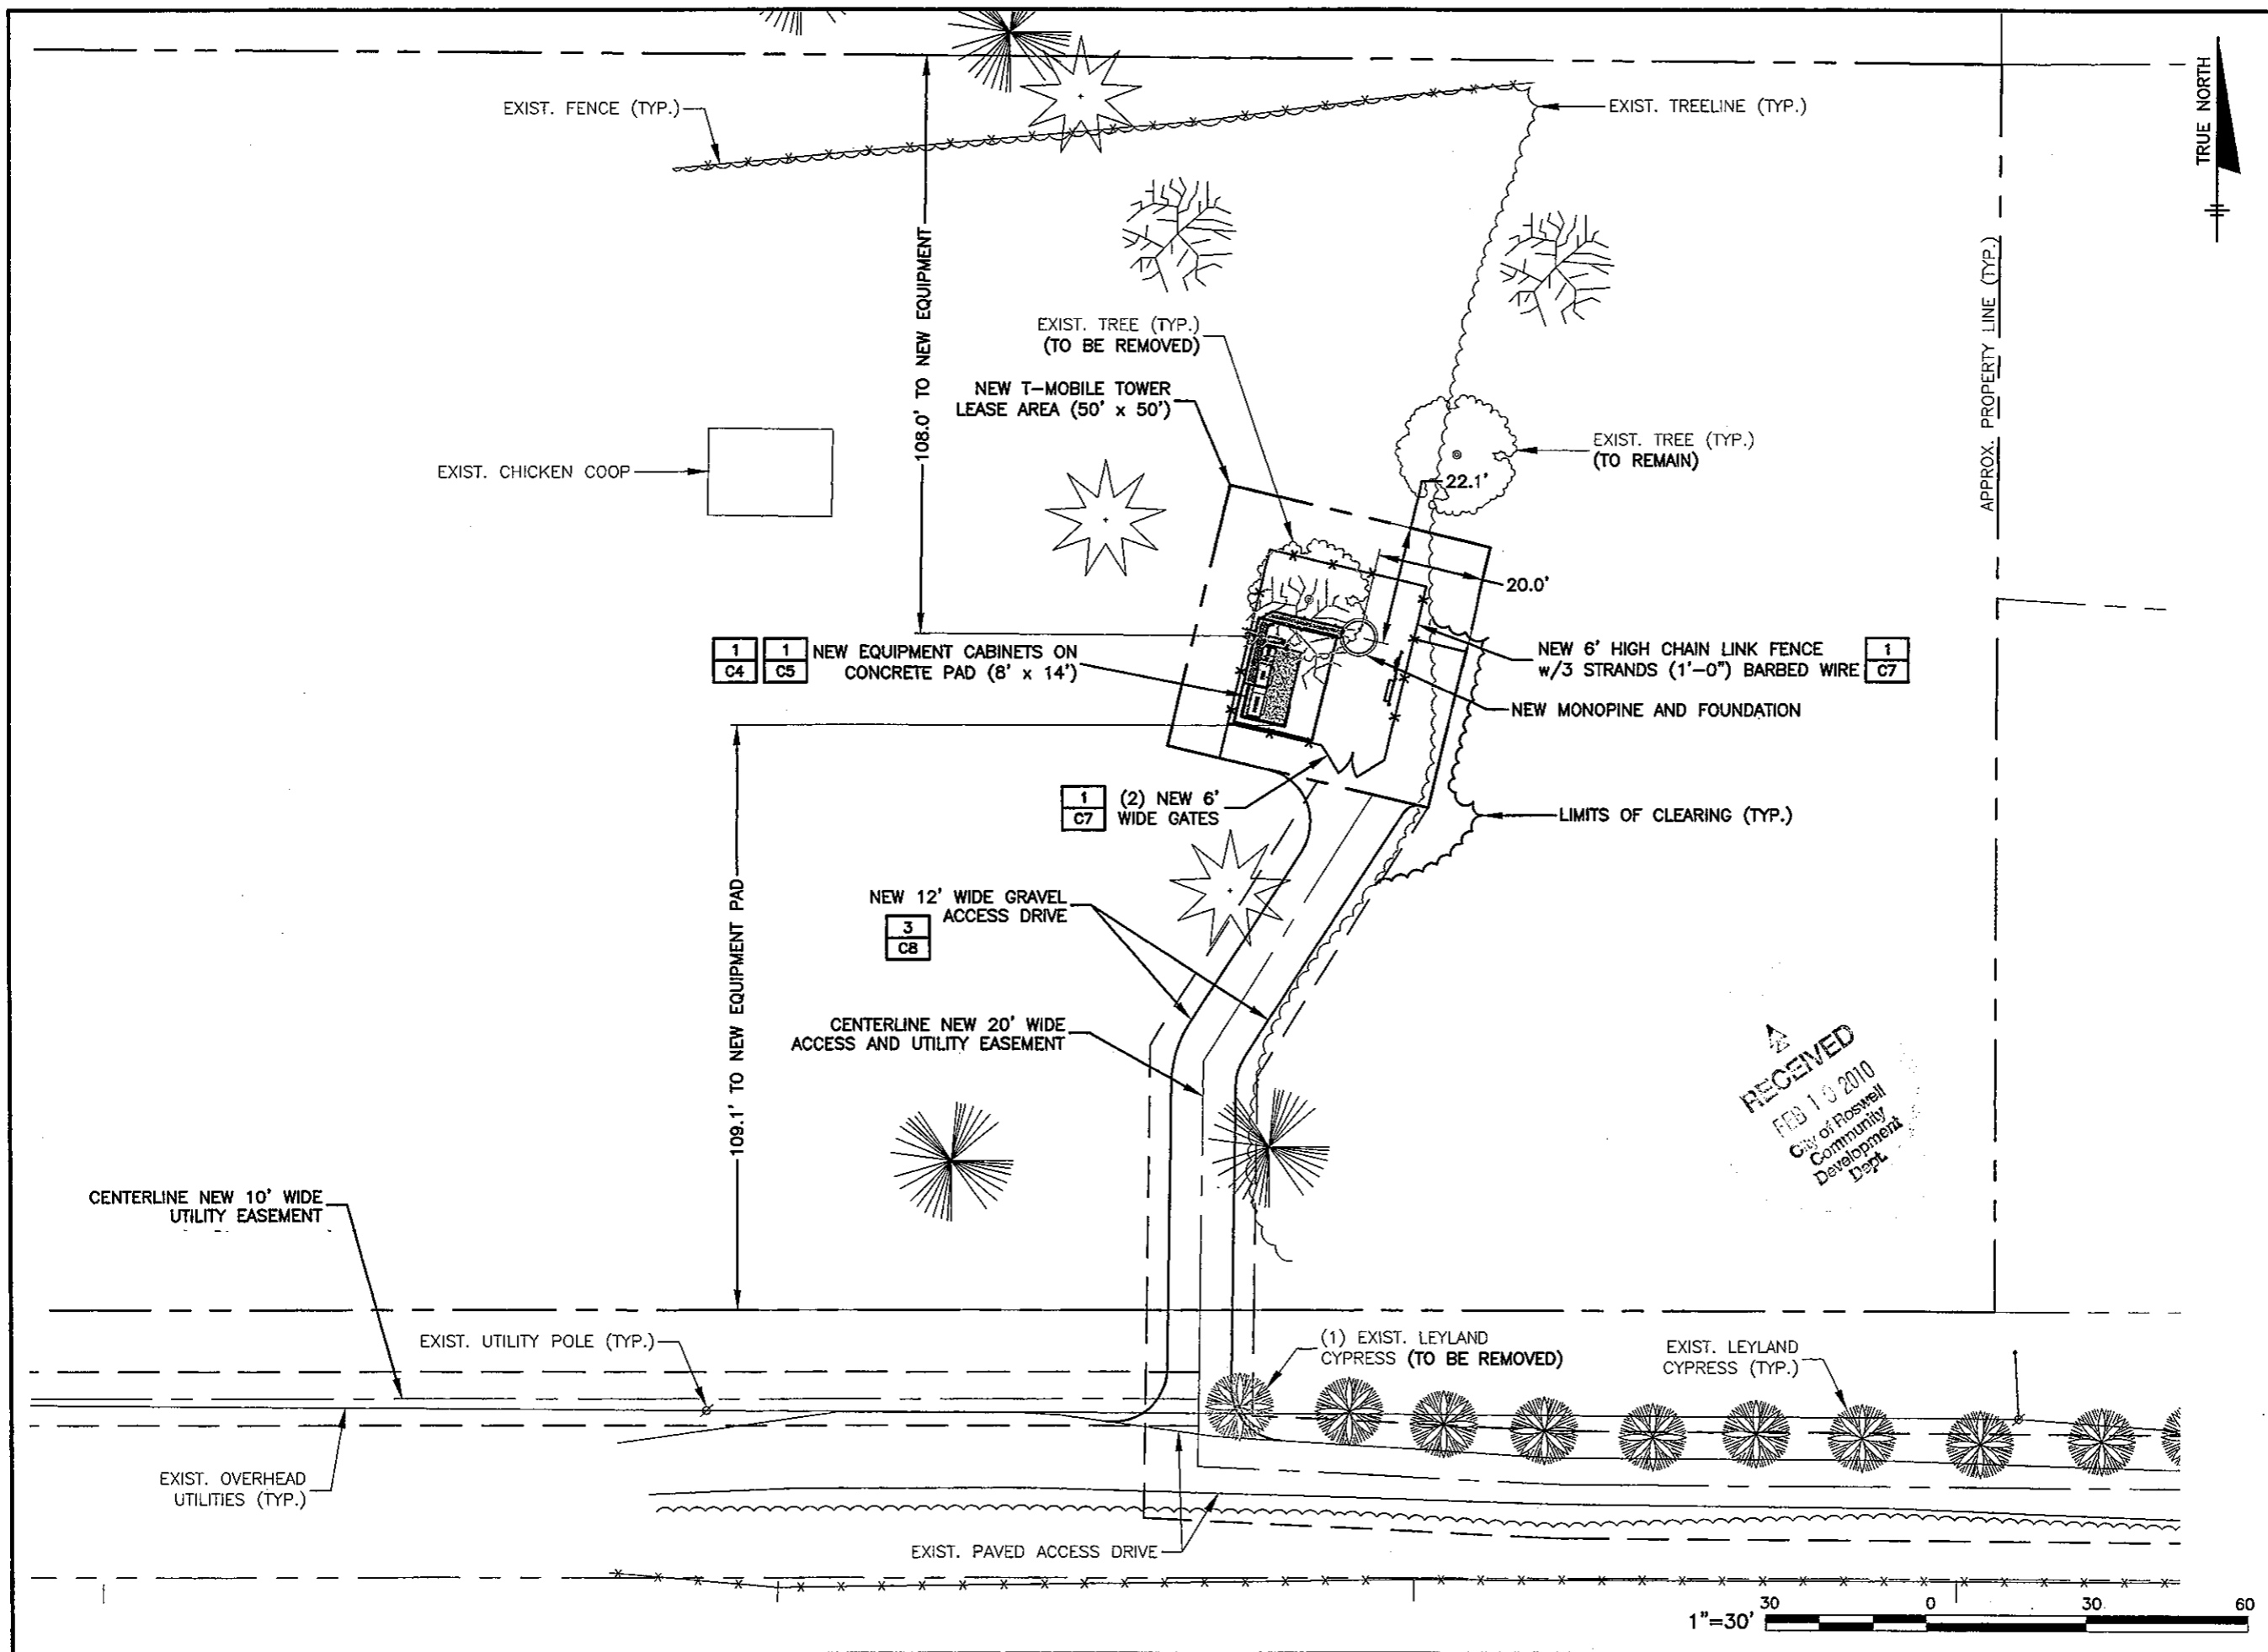 EXIST. FENCE (TYP.)
EXIST. TREELINE (TYP.)
TRUE NORTH
108.0' TO NEW EQUIPMENT
APPROX. PROPERTY LINE (TYP.)
EXIST. TREE (TYP.)
(TO BE REMOVED)
NEW T-MOBILE TOWER
LEASE AREA (50' x 50')
EXIST. CHICKEN COOP
EXIST. TREE (TYP.)
(TO REMAIN)
22.1'
20.0'
1
C4
1
C5
NEW EQUIPMENT CABINETS ON
CONCRETE PAD (8' x 14')
NEW 6' HIGH CHAIN LINK FENCE
w/3 STRANDS (1'-0") BARBED WIRE
1
C7
NEW MONOPINE AND FOUNDATION
1
C7
(2) NEW 6'
WIDE GATES
LIMITS OF CLEARING (TYP.)
109.1' TO NEW EQUIPMENT PAD
NEW 12' WIDE GRAVEL
ACCESS DRIVE
3
C8
CENTERLINE NEW 20' WIDE
ACCESS AND UTILITY EASEMENT
RECEIVED
FEB 10 2010
City of Roswell
Community
Development
Dept.
CENTERLINE NEW 10' WIDE
UTILITY EASEMENT
EXIST. UTILITY POLE (TYP.)
(1) EXIST. LEYLAND
CYPRESS (TO BE REMOVED)
EXIST. LEYLAND
CYPRESS (TYP.)
EXIST. OVERHEAD
UTILITIES (TYP.)
EXIST. PAVED ACCESS DRIVE
1"=30'
30 0 30 60